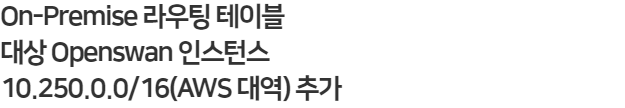 On-Premise 라우팅 테이블
대상 Openswan 인스턴스
10.250.0.0/16(AWS 대역) 추가